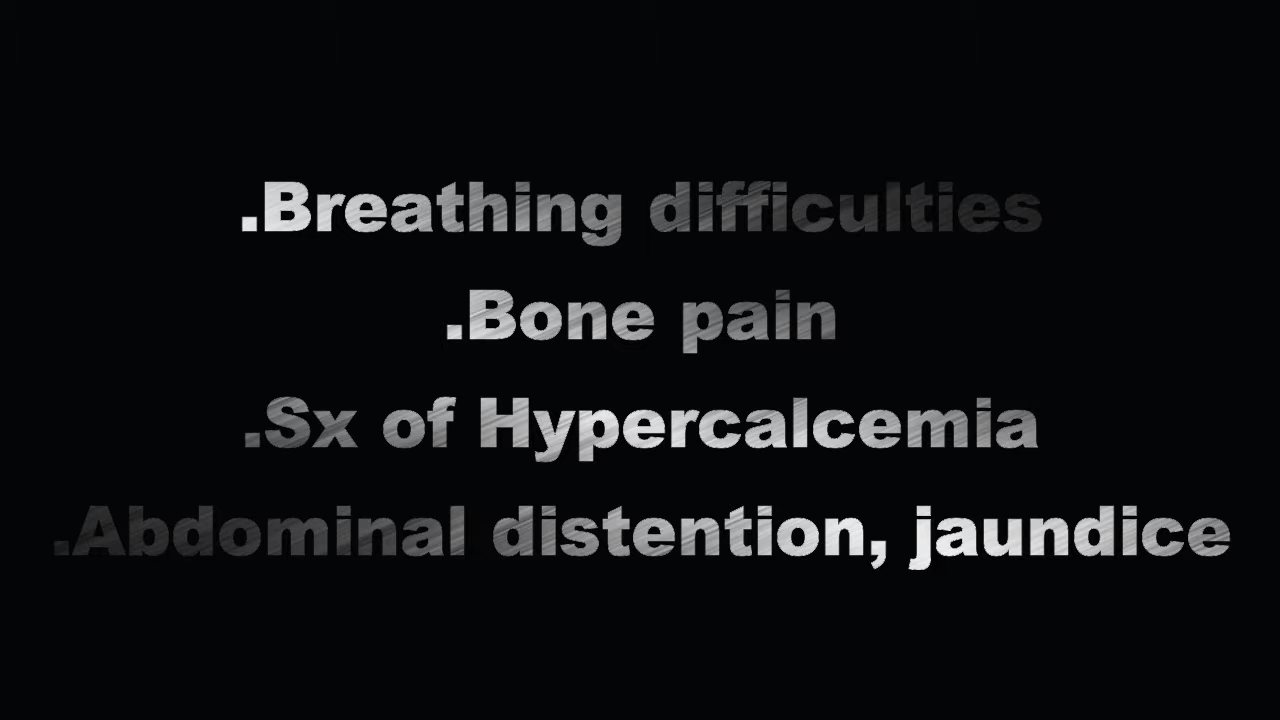 .Breathing difficulties
.Bone pain
.Sx of Hypercalcemia
.Abdominal distention, jaundice